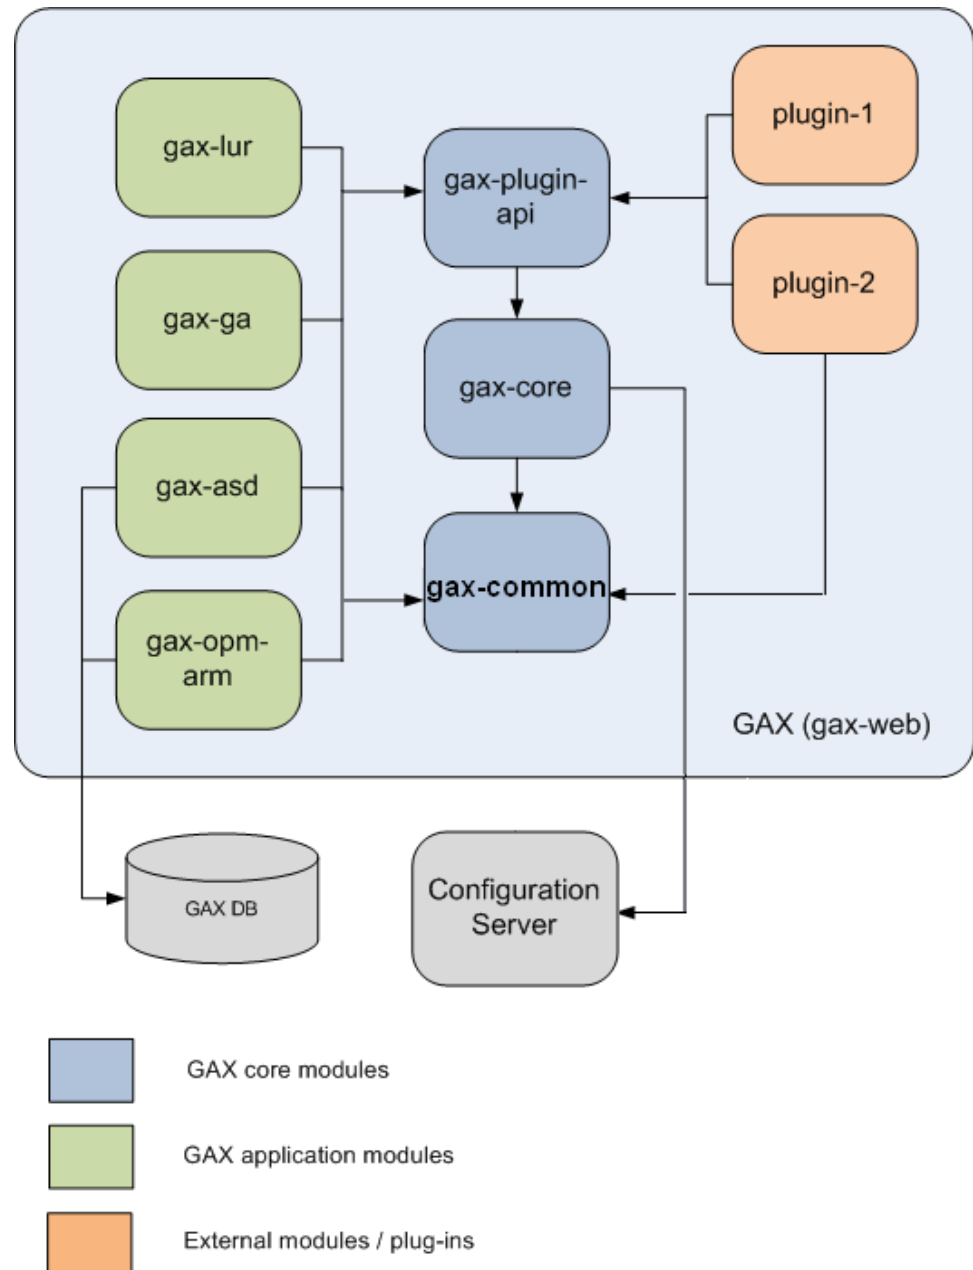 gax-lur
gax-plugin-
api
plugin-1
gax-ga
plugin-2
gax-core
gax-asd
gax-common
gax-opm-
arm
GAX (gax-web)
GAX DB
Configuration
Server
GAX core modules
GAX application modules
External modules / plug-ins